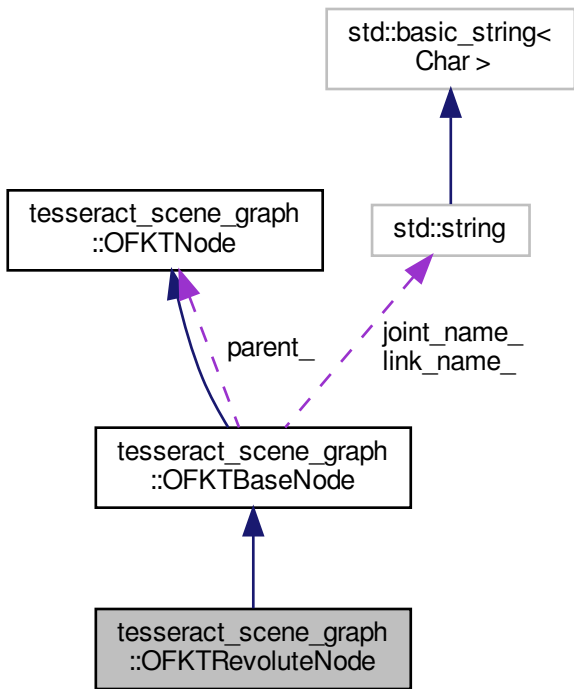 std::basic_string<
Char >
tesseract_scene_graph
::OFKTNode
std::string
parent_
joint_name_
link_name_
tesseract_scene_graph
::OFKTBaseNode
tesseract_scene_graph
::OFKTRevoluteNode